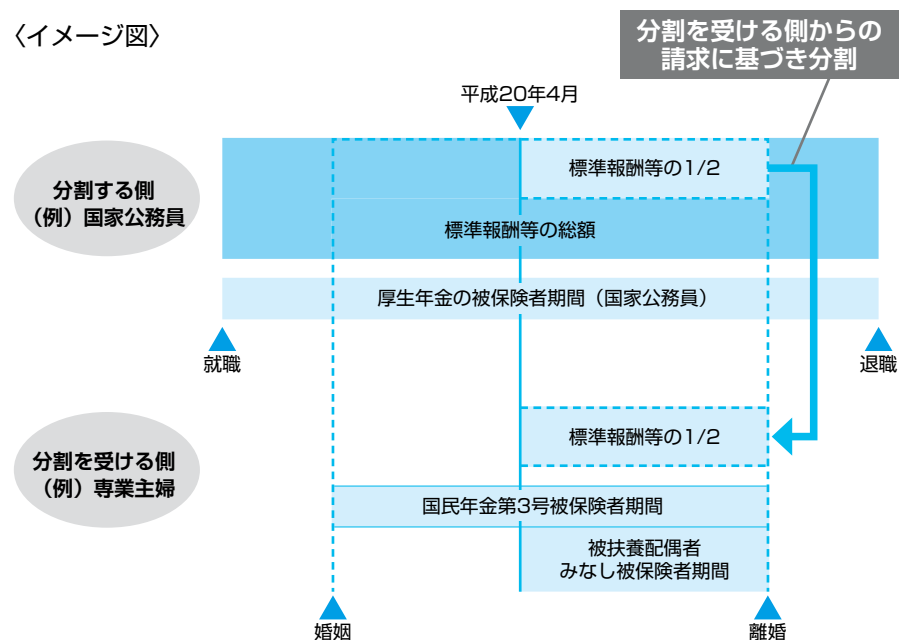 〈イメージ図〉
分割を受ける側からの
請求に基づき分割
平成20年4月
分割する側
（例）国家公務員
標準報酬等の1/2
標準報酬等の総額
厚生年金の被保険者期間（国家公務員）
就職
退職
分割を受ける側
（例）専業主婦
標準報酬等の1/2
国民年金第3号被保険者期間
被扶養配偶者
みなし被保険者期間
婚姻
離婚